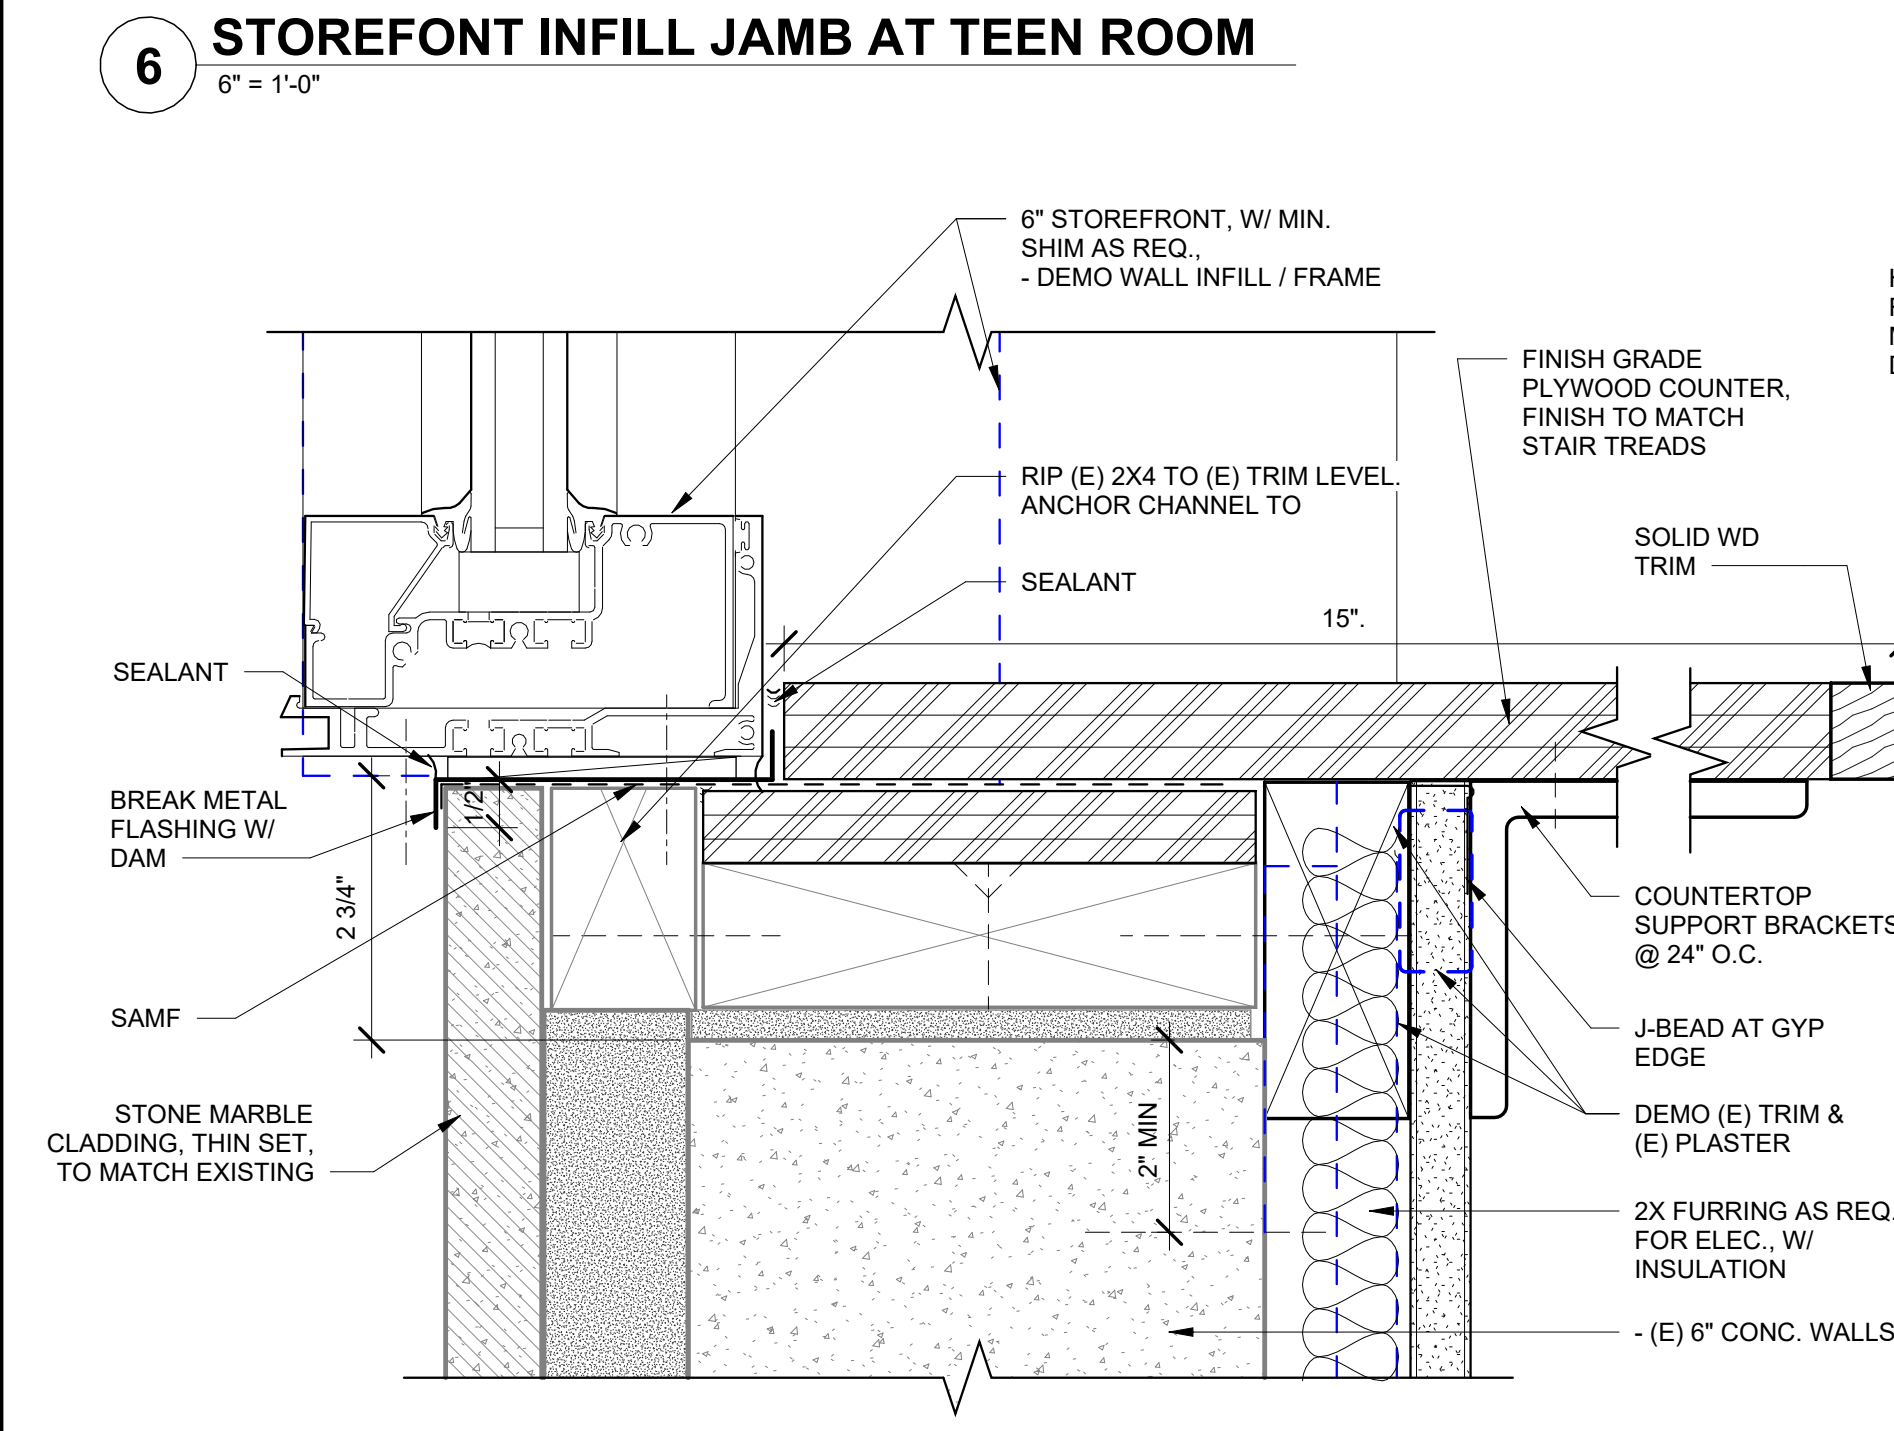 6
STOREFONT INFILL JAMB AT TEEN ROOM
6" = 1'-0"
6" STOREFRONT, W/ MIN.
SHIM AS REQ.,
- DEMO WALL INFILL / FRAME
FINISH GRADE
PLYWOOD COUNTER,
FINISH TO MATCH
STAIR TREADS
RIP (E) 2X4 TO (E) TRIM LEVEL.
ANCHOR CHANNEL TO
SOLID WD
TRIM
SEALANT
15".
SEALANT
BREAK METAL
FLASHING W/
DAM
1/2"
2 3/4"
COUNTERTOP
SUPPORT BRACKETS
@ 24" O.C.
SAMF
J-BEAD AT GYP
EDGE
STONE MARBLE
CLADDING, THIN SET,
TO MATCH EXISTING
2" MIN
DEMO (E) TRIM &
(E) PLASTER
2X FURRING AS REQ.
FOR ELEC., W/
INSULATION
- (E) 6" CONC. WALLS